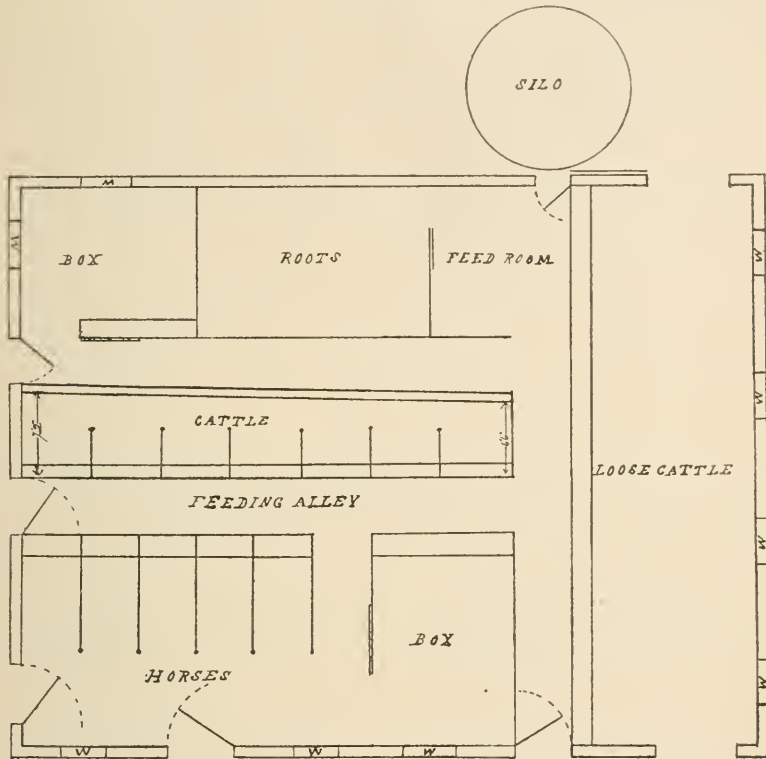 SILO
W
W
BOX
ROOTS
FEED ROOM
W
W
CATTLE
LOOSE CATTLE
FEEDING ALLEY
W
BOX
HORSES
W
W
W
W